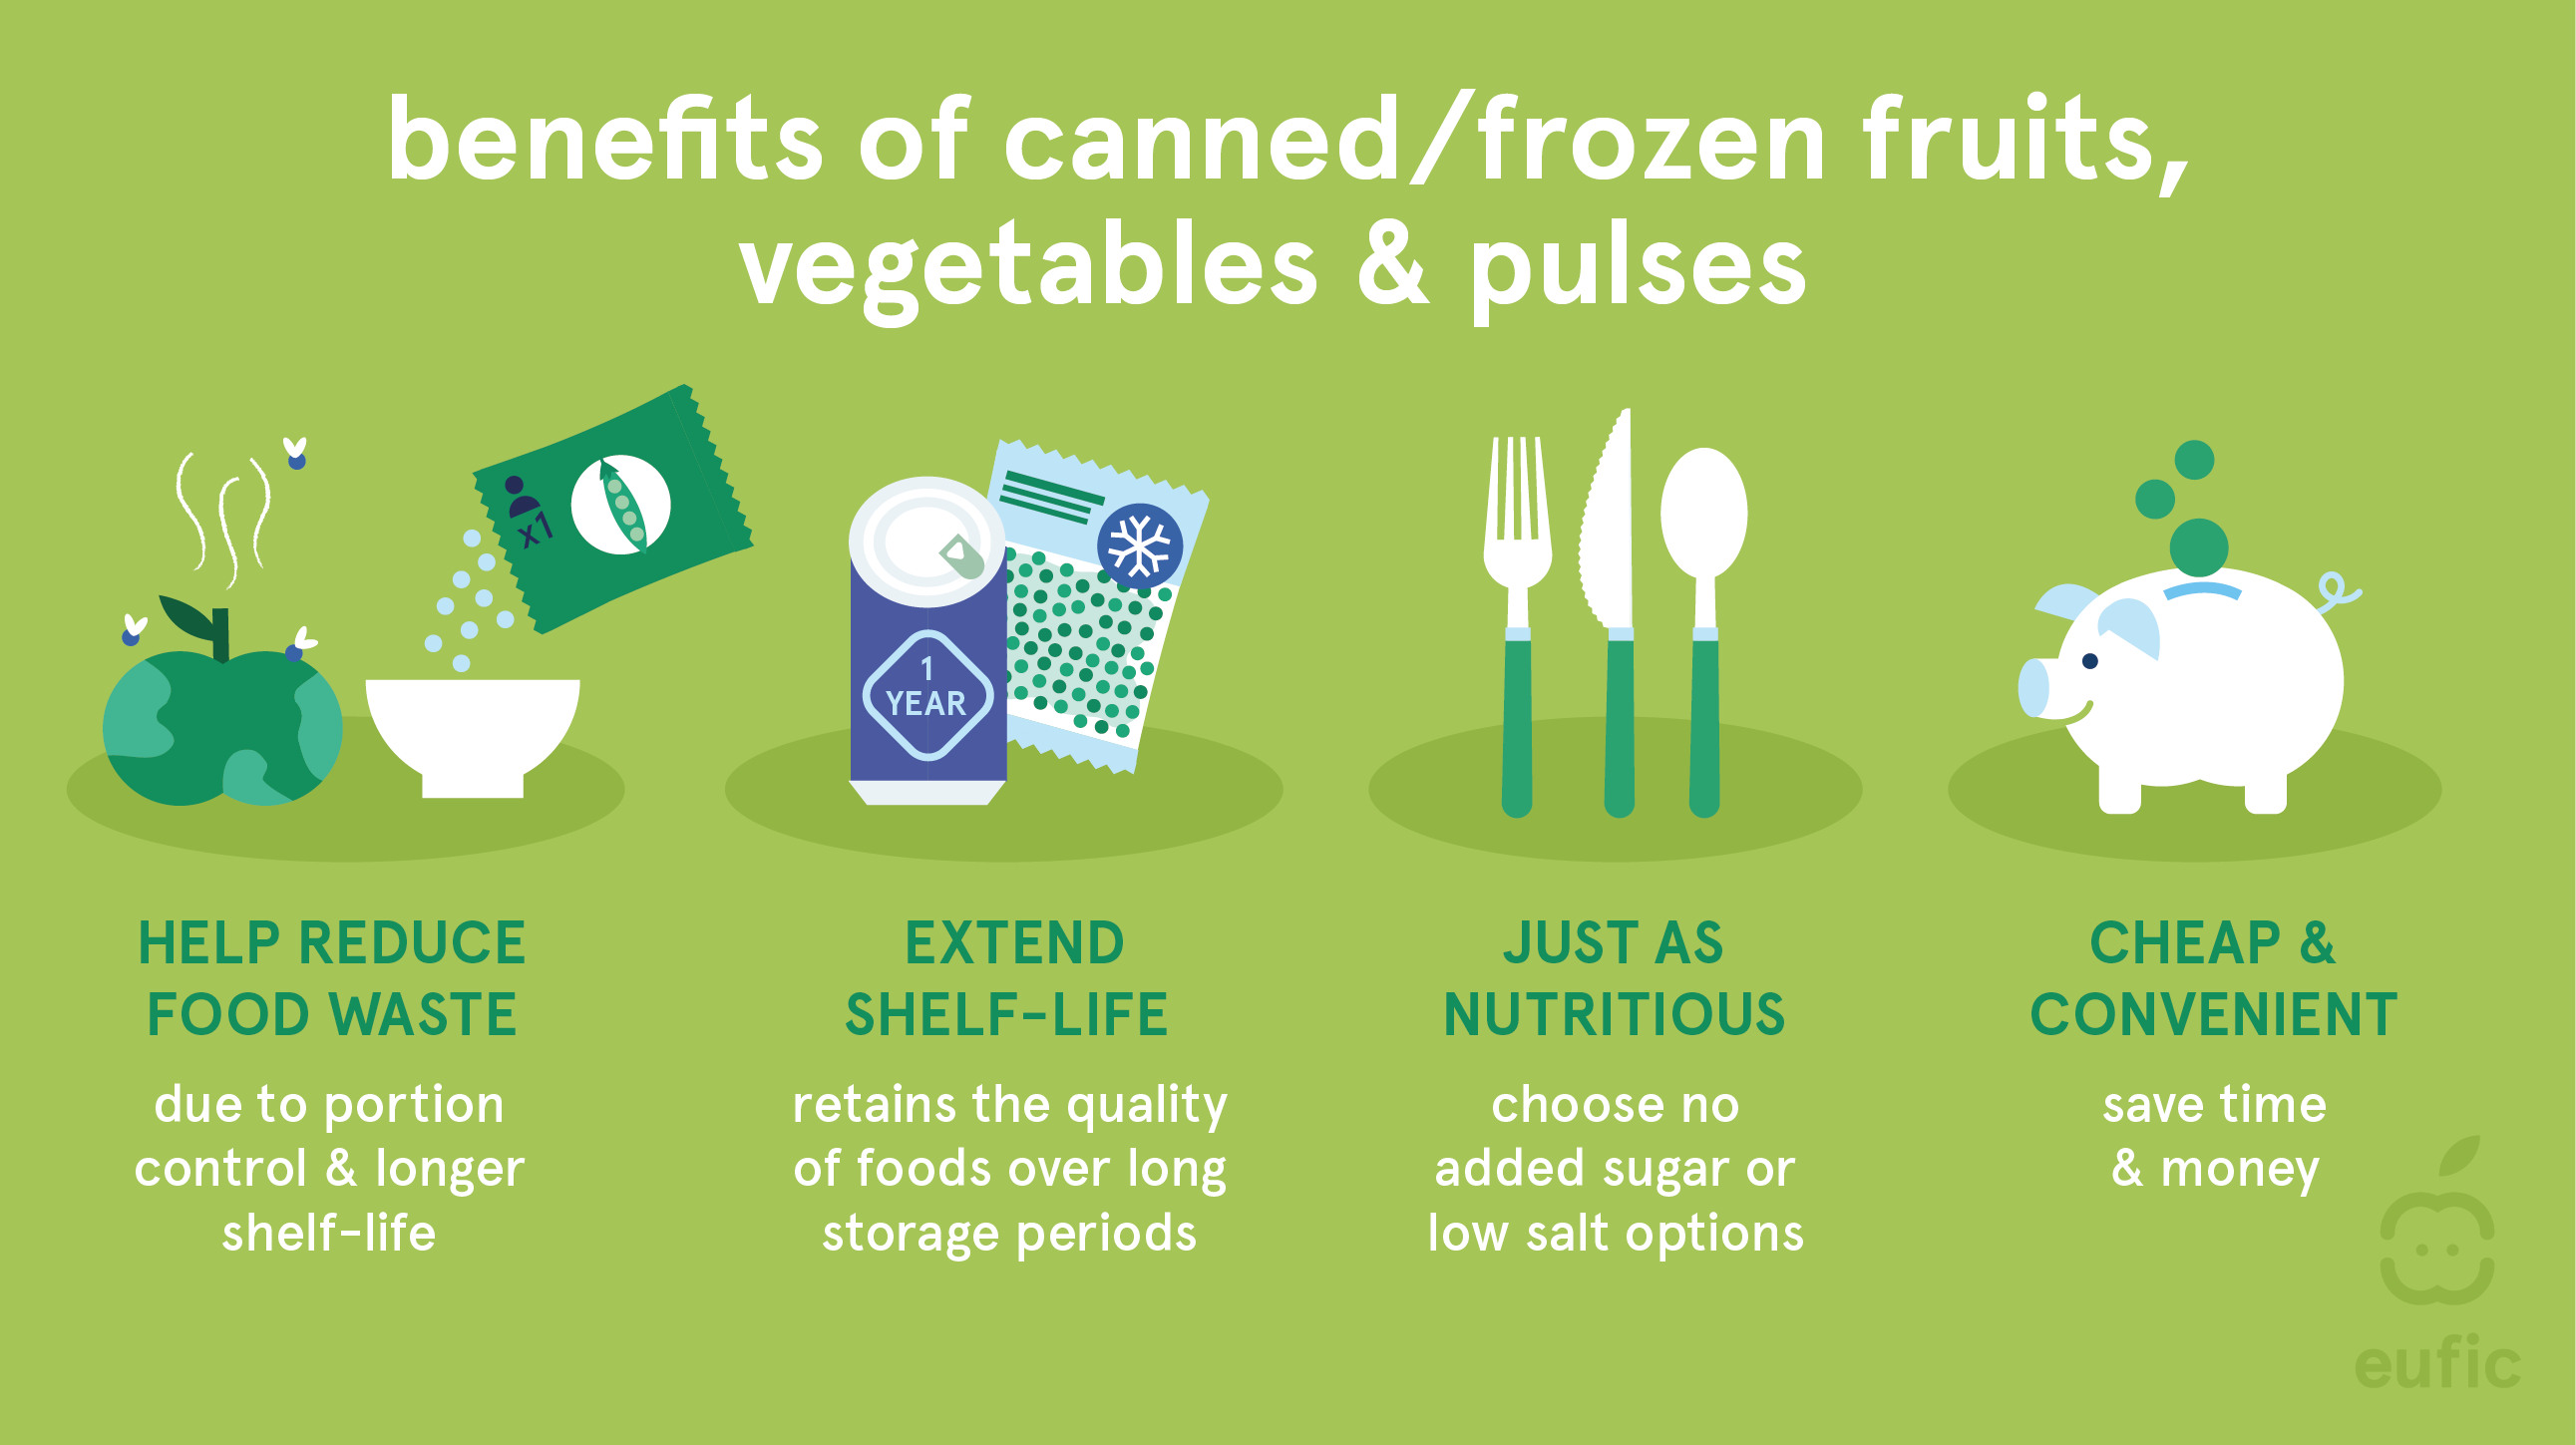 benefits of canned/frozen fruits,
vegetables & pulses
x1
1
YEAR
HELP REDUCE
FOOD WASTE
due to portion
control & longer
shelf-life
EXTEND
SHELF-LIFE
retains the quality
of foods over long
storage periods
JUST AS
NUTRITIOUS
choose no
added sugar or
low salt options
CHEAP &
CONVENIENT
save time
& money
eufic